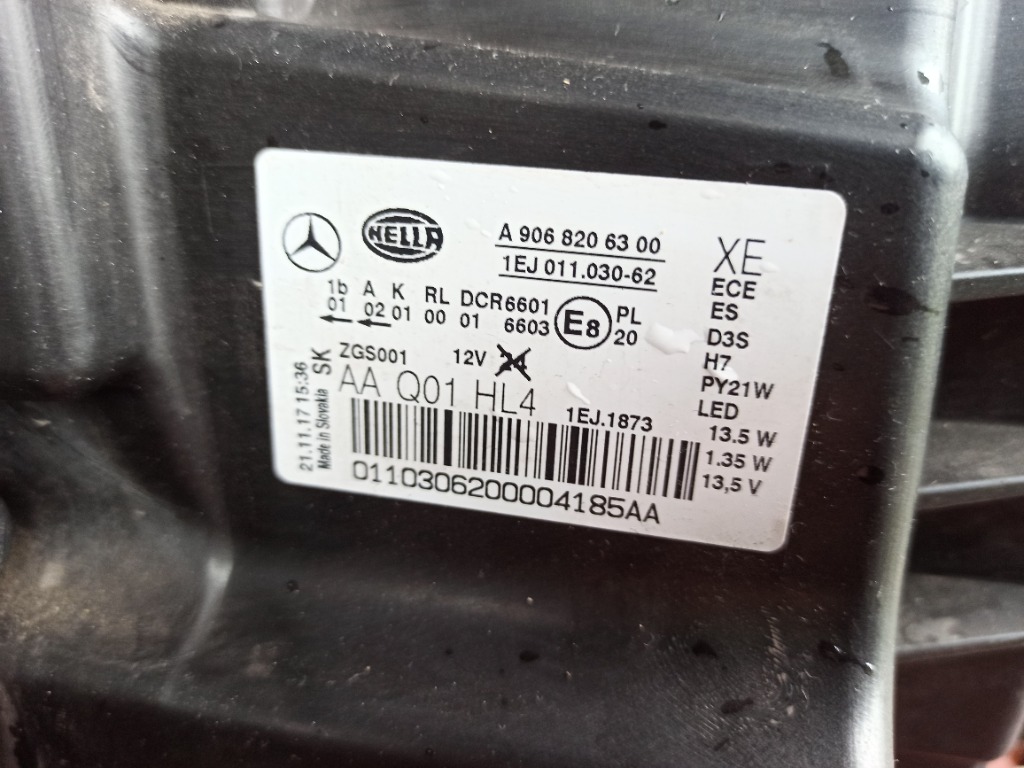 HELLA
A 906 820 63 00
1EJ 011.030-62
XE
ECE
ES
D3S
H7
PY21W
LED
13.5 W
1.35 W
13,5 V
1b A K RL DCR6601 E8 PL
01 02 01 00 01 6603 20
ZGS001 12V 24
AA Q01 HL4
1EJ.1873
21.11.17 15:36
Made in Slovakia
SK
0110306200004185AA